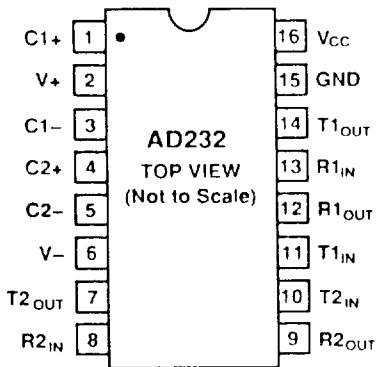 C1+ 1 16 VCC
V+ 2 15 GND
C1− 3 14 T1OUT
AD232
C2+ 4 TOP VIEW 13 R1IN
(Not to Scale)
C2− 5 12 R1OUT
V− 6 11 T1IN
T2OUT 7 10 T2IN
R2IN 8 9 R2OUT